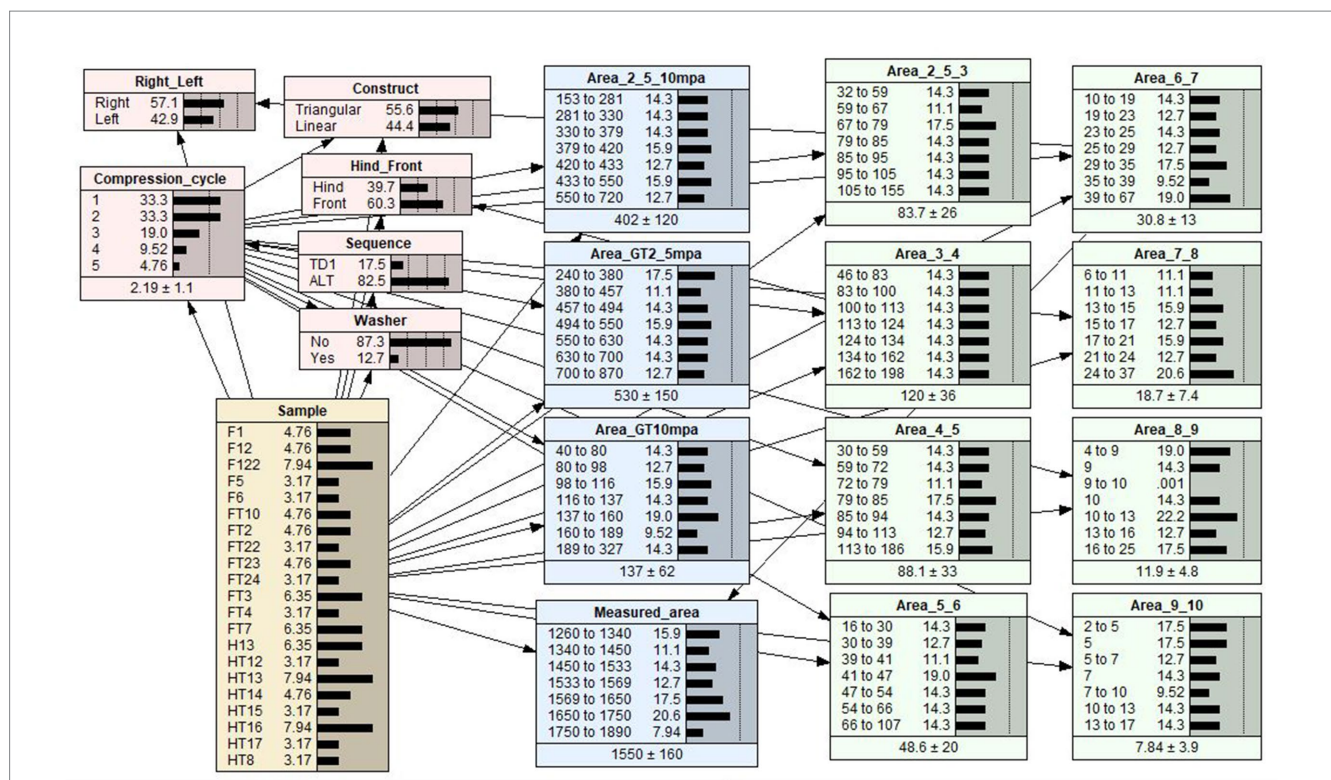 Right_Left
Right 57.1
Left 42.9
Construct
Triangular 55.6
Linear 44.4
Compression_cycle
1 33.3
2 33.3
3 19.0
4 9.52
5 4.76
2.19 ± 1.1
Hind_Front
Hind 39.7
Front 60.3
Sequence
TD1 17.5
ALT 82.5
Washer
No 87.3
Yes 12.7
Sample
F1 4.76
F12 4.76
F122 7.94
F5 3.17
F6 3.17
FT10 4.76
FT2 4.76
FT22 3.17
FT23 4.76
FT24 3.17
FT3 6.35
FT4 3.17
FT7 6.35
H13 6.35
HT12 3.17
HT13 7.94
HT14 4.76
HT15 3.17
HT16 7.94
HT17 3.17
HT8 3.17
Area_2_5_10mpa
153 to 281 14.3
281 to 330 14.3
330 to 379 14.3
379 to 420 15.9
420 to 433 12.7
433 to 550 15.9
550 to 720 12.7
402 ± 120
Area_GT2_5mpa
240 to 380 17.5
380 to 457 11.1
457 to 494 14.3
494 to 550 15.9
550 to 630 14.3
630 to 700 14.3
700 to 870 12.7
530 ± 150
Area_GT10mpa
40 to 80 14.3
80 to 98 12.7
98 to 116 15.9
116 to 137 14.3
137 to 160 19.0
160 to 189 9.52
189 to 327 14.3
137 ± 62
Measured_area
1260 to 1340 15.9
1340 to 1450 11.1
1450 to 1533 14.3
1533 to 1569 12.7
1569 to 1650 17.5
1650 to 1750 20.6
1750 to 1890 7.94
1550 ± 160
Area_2_5_3
32 to 59 14.3
59 to 67 11.1
67 to 79 17.5
79 to 85 14.3
85 to 95 14.3
95 to 105 14.3
105 to 155 14.3
83.7 ± 26
Area_3_4
46 to 83 14.3
83 to 100 14.3
100 to 113 14.3
113 to 124 14.3
124 to 134 14.3
134 to 162 14.3
162 to 198 14.3
120 ± 36
Area_4_5
30 to 59 14.3
59 to 72 14.3
72 to 79 11.1
79 to 85 17.5
85 to 94 14.3
94 to 113 12.7
113 to 186 15.9
88.1 ± 33
Area_5_6
16 to 30 14.3
30 to 39 12.7
39 to 41 11.1
41 to 47 19.0
47 to 54 14.3
54 to 66 14.3
66 to 107 14.3
48.6 ± 20
Area_6_7
10 to 19 14.3
19 to 23 12.7
23 to 25 14.3
25 to 29 12.7
29 to 35 17.5
35 to 39 9.52
39 to 67 19.0
30.8 ± 13
Area_7_8
6 to 11 11.1
11 to 13 11.1
13 to 15 15.9
15 to 17 12.7
17 to 21 15.9
21 to 24 12.7
24 to 37 20.6
18.7 ± 7.4
Area_8_9
4 to 9 19.0
9 14.3
9 to 10 .001
10 14.3
10 to 13 22.2
13 to 16 12.7
16 to 25 17.5
11.9 ± 4.8
Area_9_10
2 to 5 17.5
5 17.5
5 to 7 12.7
7 14.3
7 to 10 9.52
10 to 13 14.3
13 to 17 14.3
7.84 ± 3.9